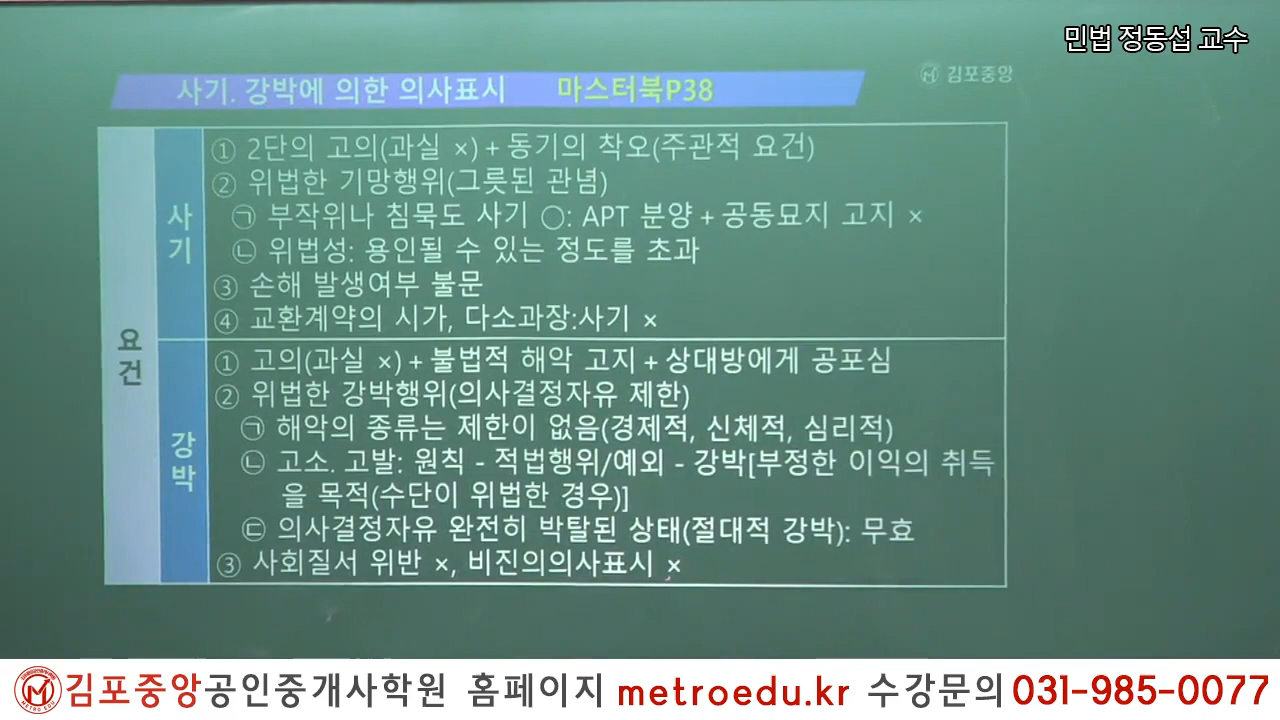 민법 정동섭 교수
김포중앙
사기. 강박에 의한 의사표시 마스터북P38
요건
사기
① 2단의 고의(과실 ×)+동기의 착오(주관적 요건)
② 위법한 기망행위(그릇된 관념)
㉠ 부작위나 침묵도 사기 ○: APT 분양+공동묘지 고지 ×
㉡ 위법성: 용인될 수 있는 정도를 초과
③ 손해 발생여부 불문
④ 교환계약의 시가, 다소과장:사기 ×
강박
① 고의(과실 ×)+불법적 해악 고지+상대방에게 공포심
② 위법한 강박행위(의사결정자유 제한)
㉠ 해악의 종류는 제한이 없음(경제적, 신체적, 심리적)
㉡ 고소. 고발: 원칙 - 적법행위/예외 - 강박[부정한 이익의 취득
을 목적(수단이 위법한 경우)]
㉢ 의사결정자유 완전히 박탈된 상태(절대적 강박): 무효
③ 사회질서 위반 ×, 비진의의사표시 ×
METRO EDU
김포중앙공인중개사학원 홈페이지 metroedu.kr 수강문의 031-985-0077